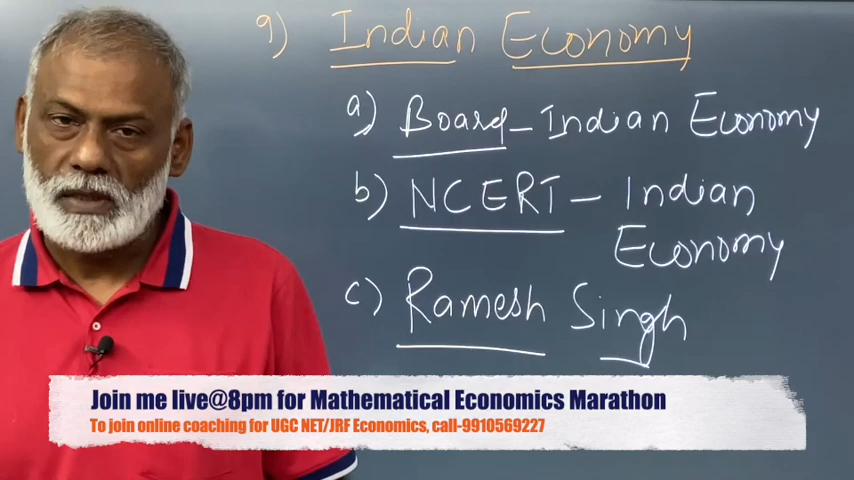 9) Indian Economy
a) Board - Indian Economy
b) NCERT - Indian
Economy
c) Ramesh Singh
Join me live@8pm for Mathematical Economics Marathon
To join online coaching for UGC NET/JRF Economics, call-9910569227